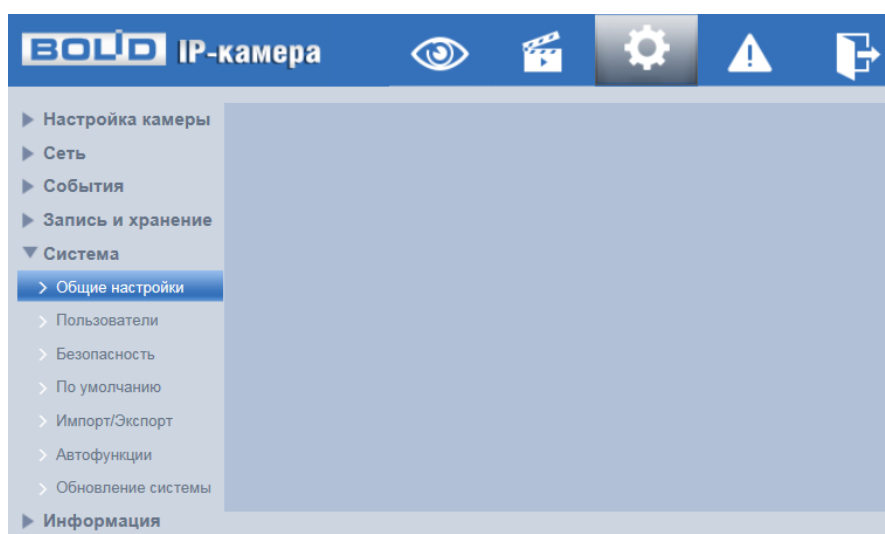 BOLID IP-камера
Настройка камеры
Сеть
События
Запись и хранение
Система
Общие настройки
Пользователи
Безопасность
По умолчанию
Импорт/Экспорт
Автофункции
Обновление системы
Информация